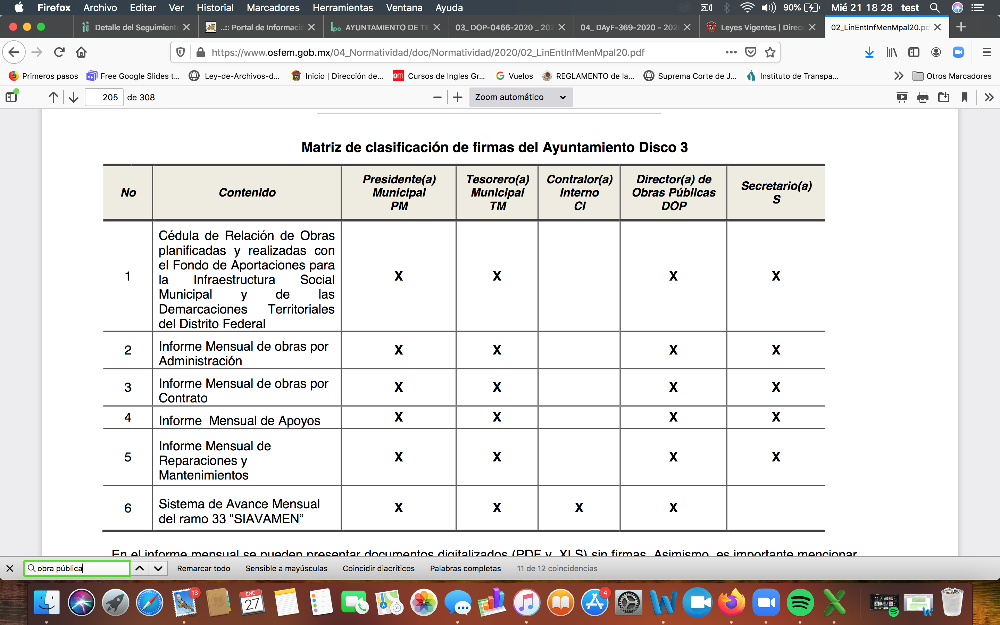 Firefox Archivo Editar Ver Historial Marcadores Herramientas Ventana Ayuda 90% Mié 21 18 28 test
Detalle del Seguimient
..:: Portal de Informaci
ipo AYUNTAMIENTO DE TE
03_ DOP-0466-2020 _ 202
04_ DAyF-369-2020 - 202
Leyes Vigentes | Direc
02_LinEntInfMenMpal20.pd
https://www.osfem.gob.mx/04_Normatividad/doc/Normatividad/2020/02_LinEntInfMenMpal20.pdf
Primeros pasos Free Google Slides t... Ley-de-Archivos-d... Inicio | Dirección de... om Cursos de Ingles Gr... G Vuelos REGLAMENTO de la... Suprema Corte de J... Instituto de Transpa... Otros Marcadores
205 de 308 Zoom automático
Matriz de clasificación de firmas del Ayuntamiento Disco 3
No
Contenido
Presidente(a)
Municipal
PM
Tesorero(a)
Municipal
TM
Contralor(a)
Interno
CI
Director(a) de
Obras Públicas
DOP
Secretario(a)
S
1
Cédula de Relación de Obras
planificadas y realizadas con
el Fondo de Aportaciones para
la Infraestructura Social
Municipal y de las
Demarcaciones Territoriales
del Distrito Federal
X X X X
2
Informe Mensual de obras por
Administración
X X X X
3
Informe Mensual de obras por
Contrato
X X X X
4
Informe Mensual de Apoyos
X X X X
5
Informe Mensual de
Reparaciones y
Mantenimientos
X X X X
6
Sistema de Avance Mensual
del ramo 33 “SIAVAMEN”
X X X X
En el informe mensual se pueden presentar documentos digitalizados (PDF y XLS) sin firmas. Asimismo, es importante mencionar
obra pública Remarcar todo Sensible a mayúsculas Coincidir diacríticos Palabras completas 11 de 12 coincidencias
13
ENE
27
3D
4